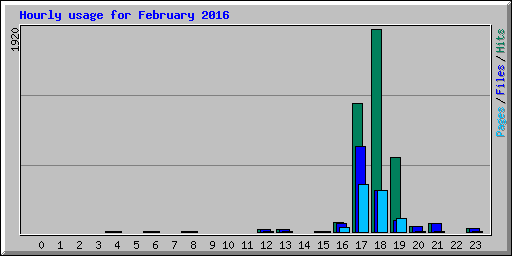 Hourly usage for February 2016
1920
Pages / Files / Hits
0 1 2 3 4 5 6 7 8 9 10 11 12 13 14 15 16 17 18 19 20 21 22 23